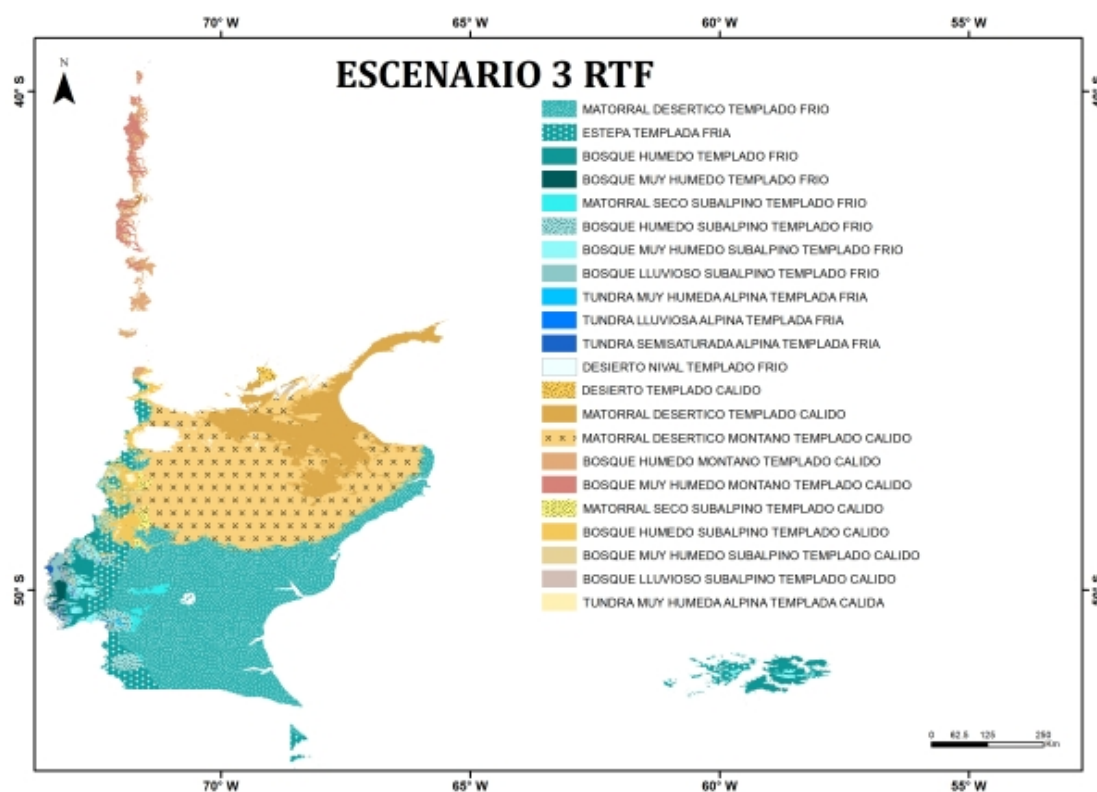 70° W 65° W 60° W 55° W
N
ESCENARIO 3 RTF
40° S
40° S
MATORRAL DESERTICO TEMPLADO FRIO
ESTEPA TEMPLADA FRIA
BOSQUE HUMEDO TEMPLADO FRIO
BOSQUE MUY HUMEDO TEMPLADO FRIO
MATORRAL SECO SUBALPINO TEMPLADO FRIO
BOSQUE HUMEDO SUBALPINO TEMPLADO FRIO
BOSQUE MUY HUMEDO SUBALPINO TEMPLADO FRIO
BOSQUE LLUVIOSO SUBALPINO TEMPLADO FRIO
TUNDRA MUY HUMEDA ALPINA TEMPLADA FRIA
TUNDRA LLUVIOSA ALPINA TEMPLADA FRIA
TUNDRA SEMISATURADA ALPINA TEMPLADA FRIA
DESIERTO NIVAL TEMPLADO FRIO
DESIERTO TEMPLADO CALIDO
MATORRAL DESERTICO TEMPLADO CALIDO
MATORRAL DESERTICO MONTANO TEMPLADO CALIDO
BOSQUE HUMEDO MONTANO TEMPLADO CALIDO
BOSQUE MUY HUMEDO MONTANO TEMPLADO CALIDO
MATORRAL SECO SUBALPINO TEMPLADO CALIDO
BOSQUE HUMEDO SUBALPINO TEMPLADO CALIDO
BOSQUE MUY HUMEDO SUBALPINO TEMPLADO CALIDO
BOSQUE LLUVIOSO SUBALPINO TEMPLADO CALIDO
TUNDRA MUY HUMEDA ALPINA TEMPLADA CALIDA
50° S
50° S
0 62.5 125 250
Km
70° W 65° W 60° W 55° W